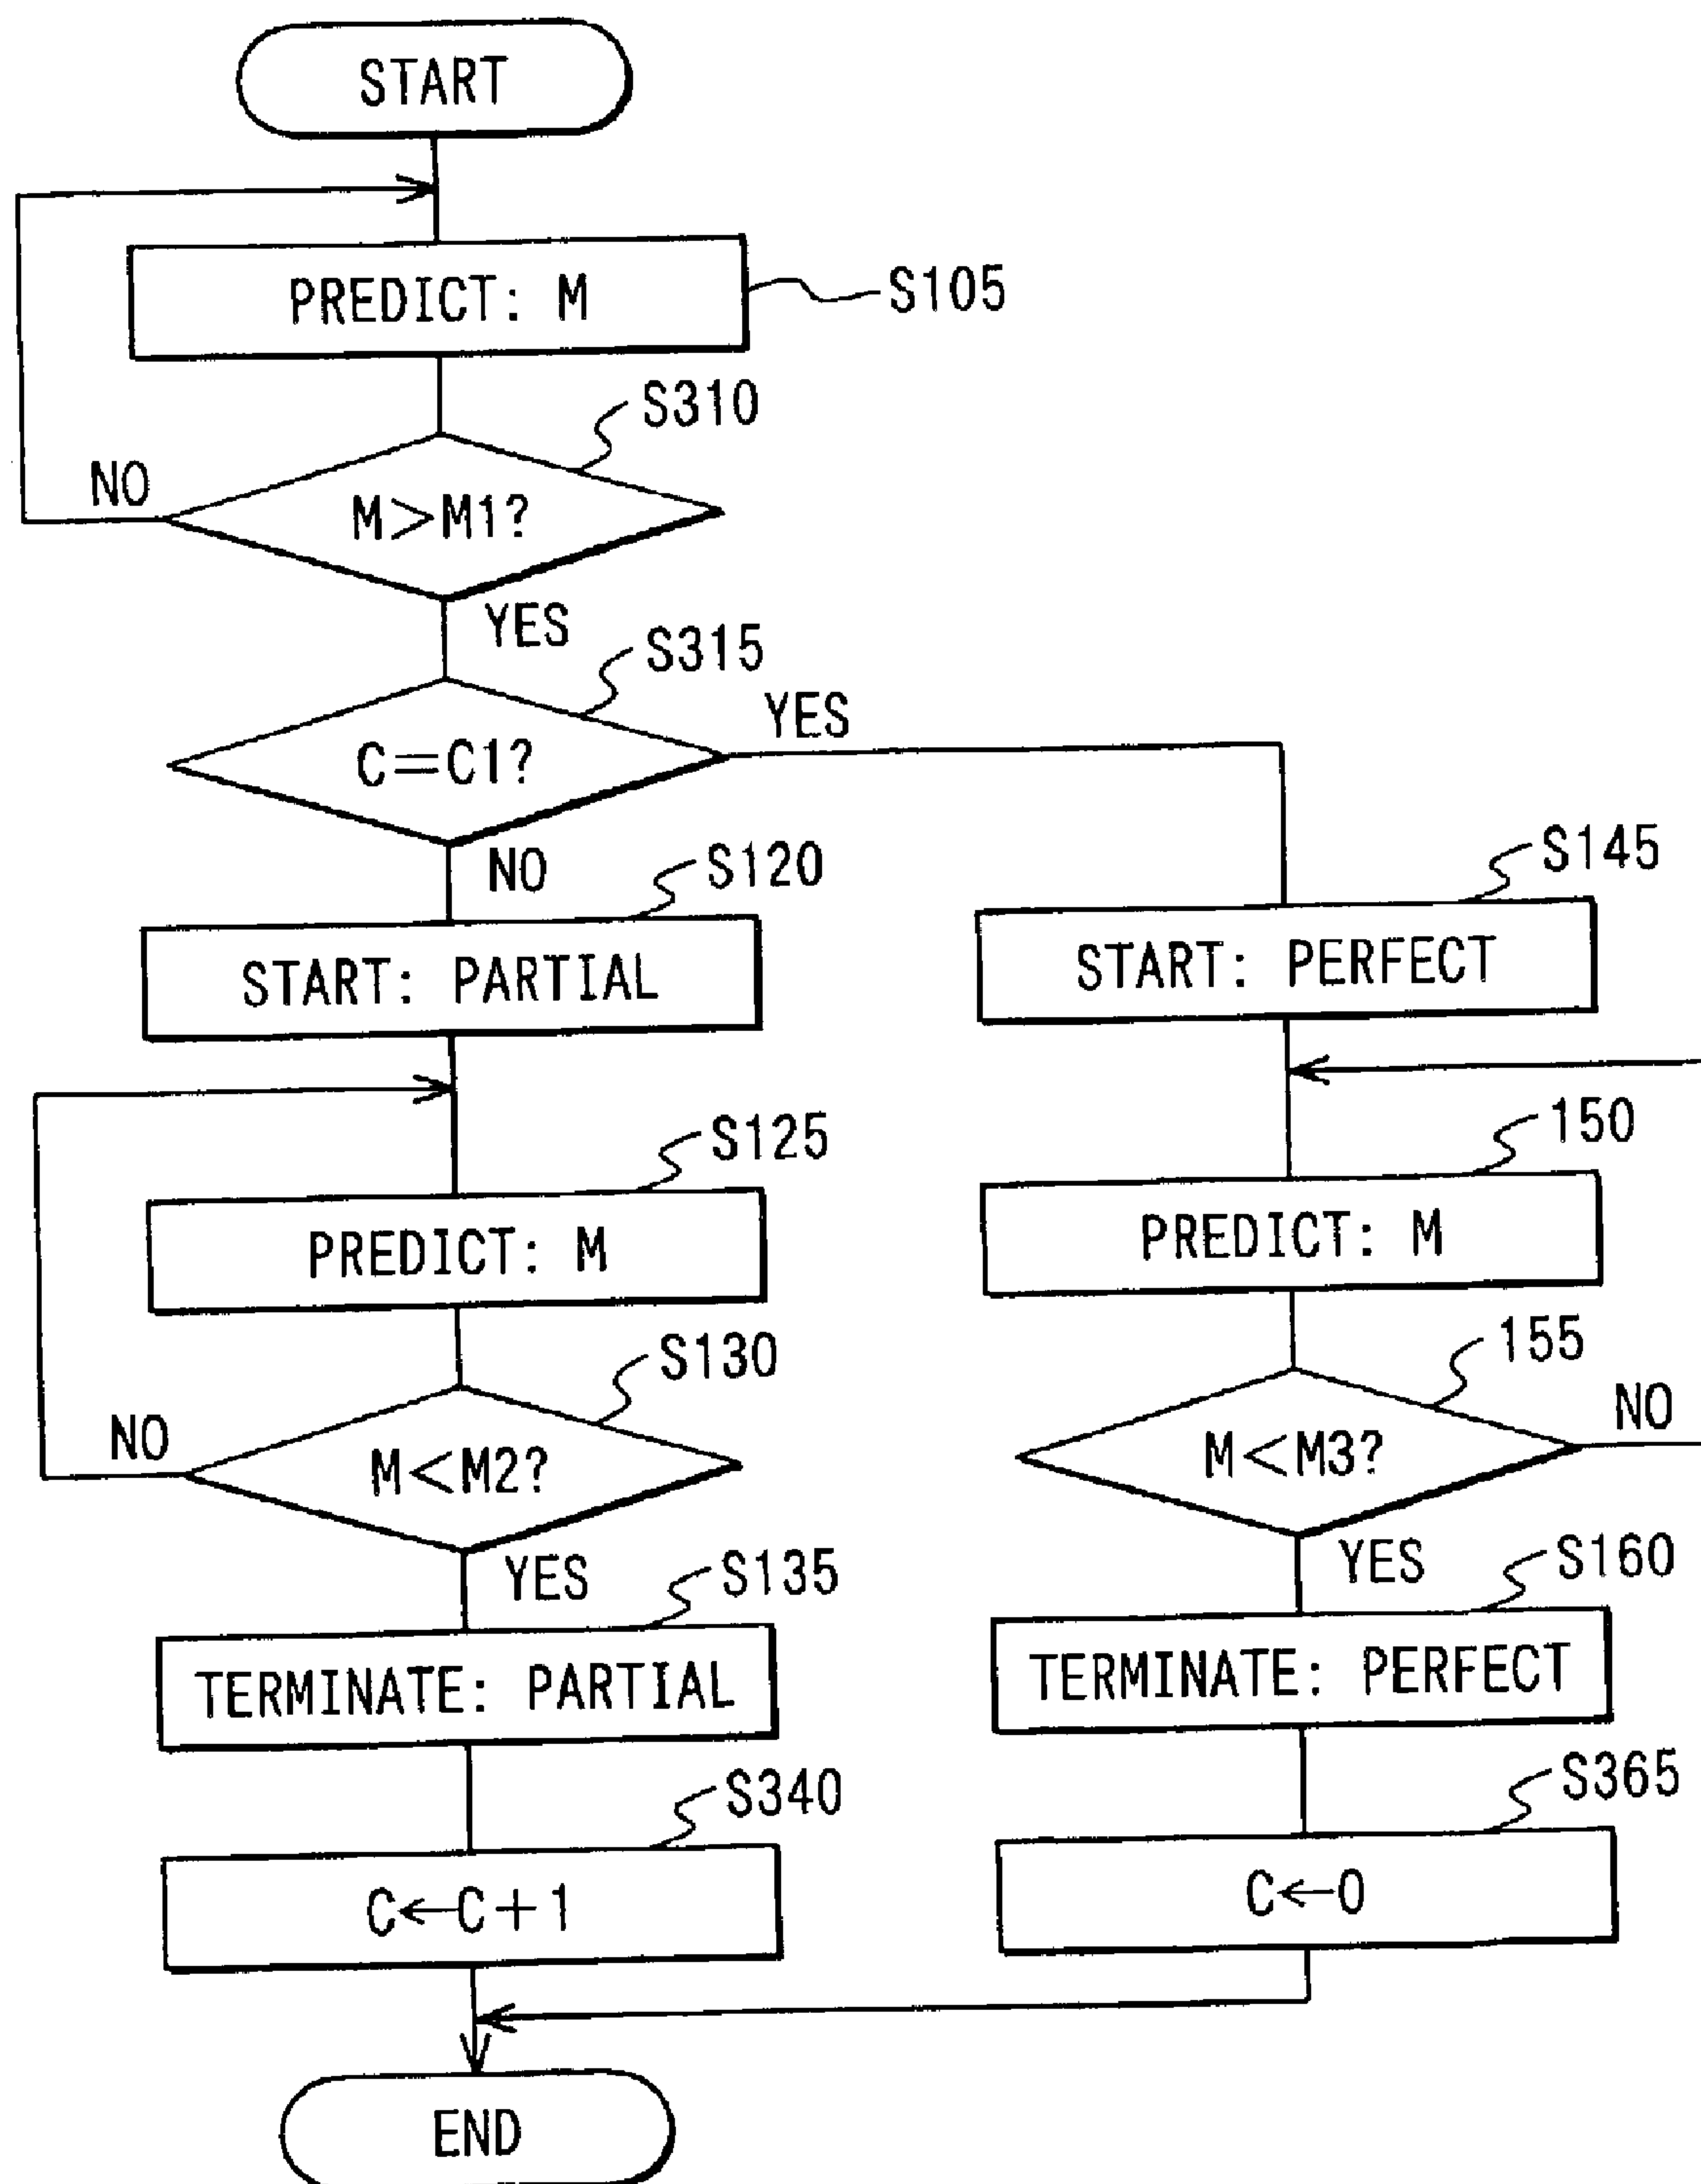 START
PREDICT: M
S105
S310
NO
M>M1?
YES
S315
C=C1?
YES
NO
S120
START: PARTIAL
S145
START: PERFECT
S125
PREDICT: M
150
PREDICT: M
S130
NO
M<M2?
YES
155
M<M3?
NO
YES
S135
TERMINATE: PARTIAL
S160
TERMINATE: PERFECT
S340
C←C+1
S365
C←0
END